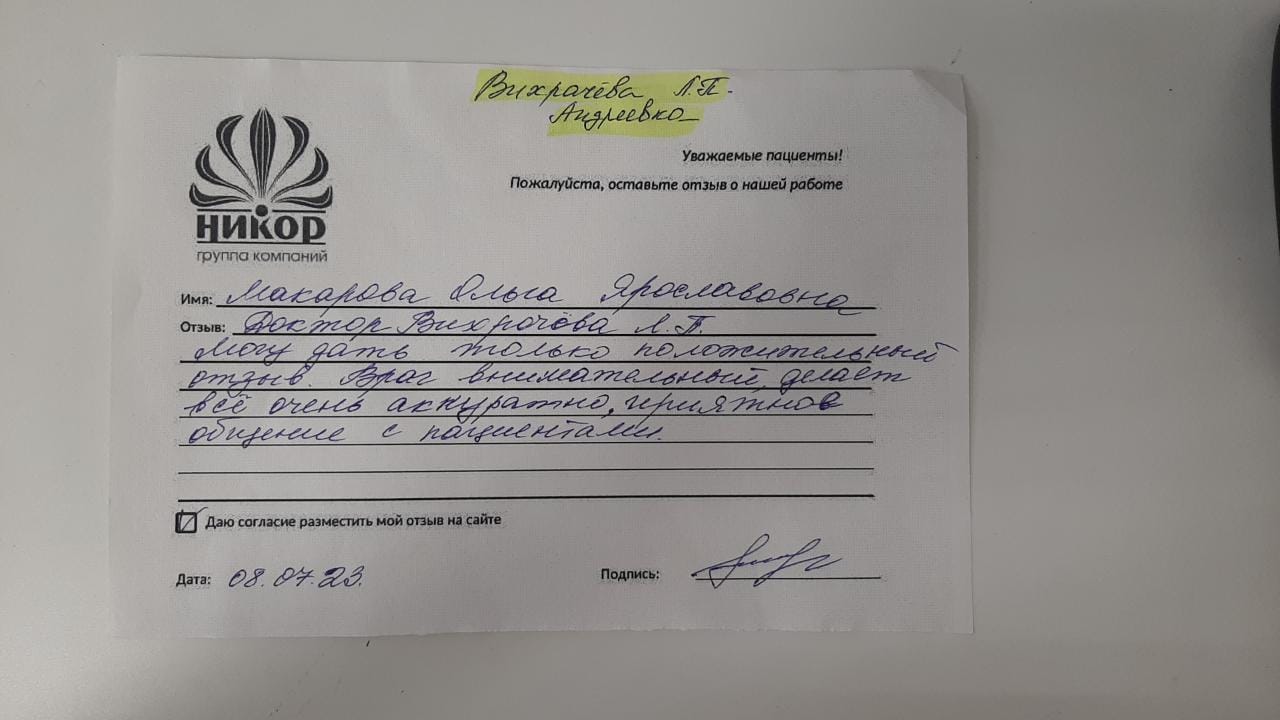 Вихрачёва Л.П.
Андреевка
Уважаемые пациенты!
Пожалуйста, оставьте отзыв о нашей работе
никор
группа компаний
Имя: Макарова Ольга Ярославовна
Отзыв: Доктор Вихрачёва Л.П.
Могу дать только положительный
отзыв. Врач внимательный, делает
всё очень аккуратно, приятное
общение с пациентами.
Даю согласие разместить мой отзыв на сайте
Дата: 08.07.23.
Подпись: